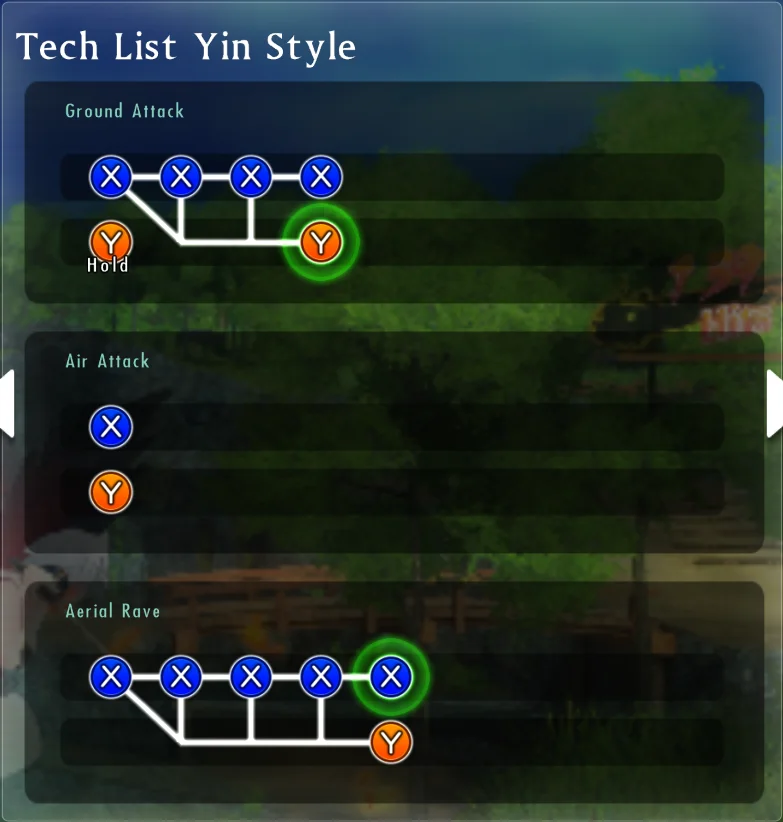 Tech List Yin Style
Ground Attack
X X X X
Y Y
Hold
Air Attack
X
Y
Aerial Rave
X X X X X
Y